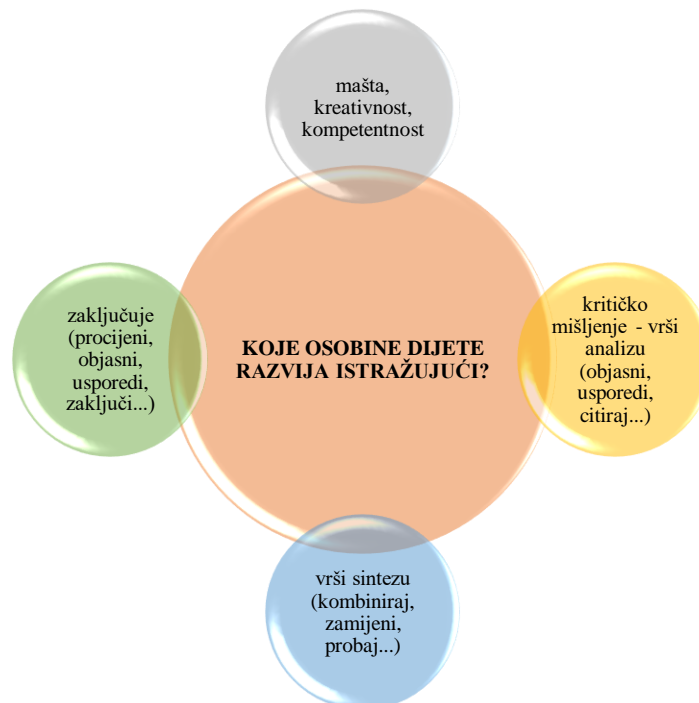 mašta,
kreativnost,
kompetentnost
KOJE OSOBINE DIJETE
RAZVIJA ISTRAŽUJUĆI?
kritičko
mišljenje - vrši
analizu
(objasni,
usporedi,
citiraj...)
vrši sintezu
(kombiniraj,
zamijeni,
probaj...)
zaključuje
(procijeni,
objasni,
usporedi,
zaključi...)